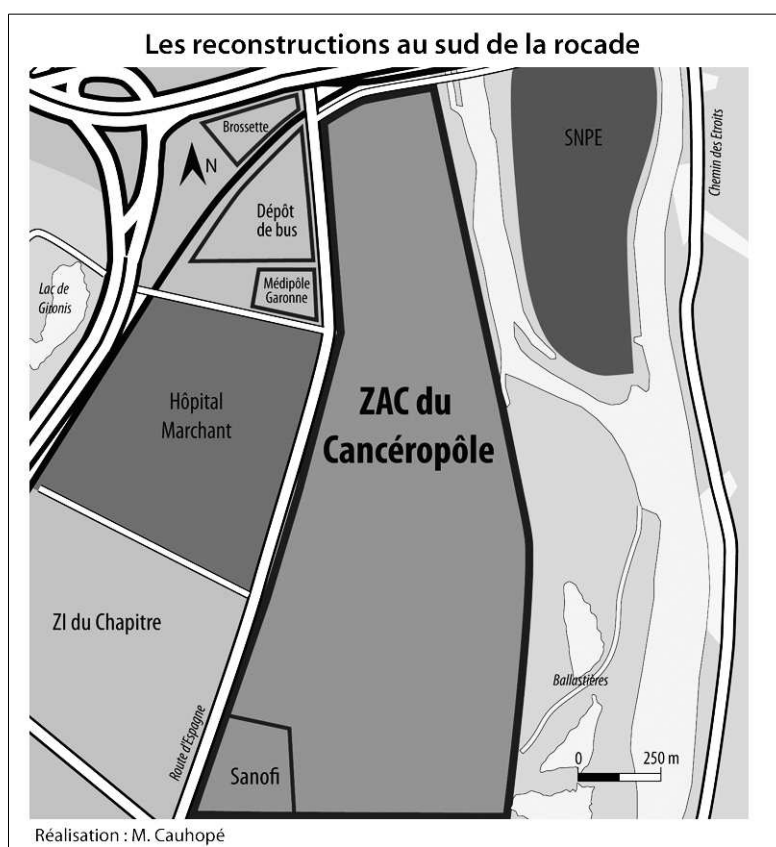 Les reconstructions au sud de la rocade
Brossette
SNPE
Chemin des Etroits
N
Dépôt
de bus
Lac de
Gironis
Médipôle
Garonne
Hôpital
Marchant
ZAC du
Cancéropôle
ZI du Chapitre
Route d'Espagne
Ballastières
Sanofi
0 250 m
Réalisation : M. Cauhopé